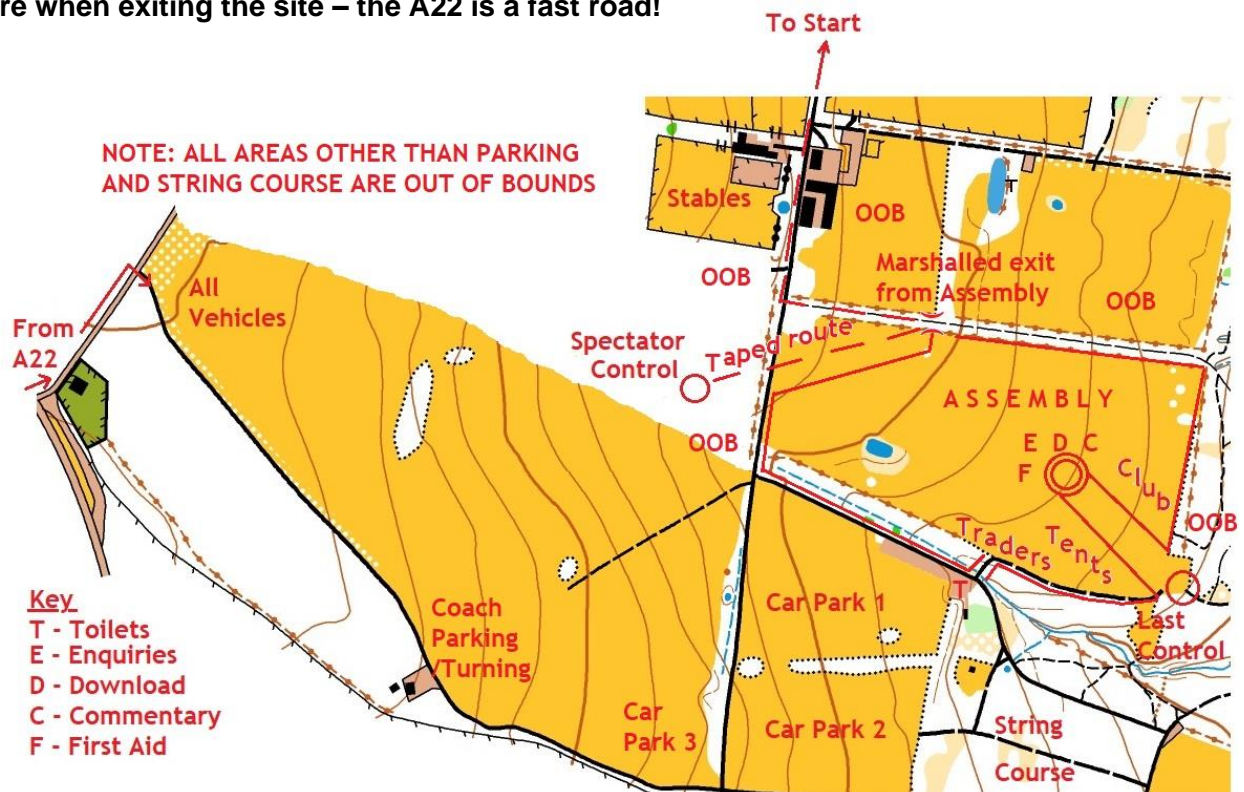 re when exiting the site – the A22 is a fast road!
To Start
NOTE: ALL AREAS OTHER THAN PARKING
AND STRING COURSE ARE OUT OF BOUNDS
Stables
OOB
All
Vehicles
OOB
Marshalled exit
from Assembly
OOB
From
A22
Spectator
Control
Taped route
ASSEMBLY
OOB
E D C
F
Club
Tents
Traders
OOB
T
Last
Control
Car Park 1
Coach
Parking
/Turning
Car
Park 3
Car Park 2
String
Course
Key
T - Toilets
E - Enquiries
D - Download
C - Commentary
F - First Aid